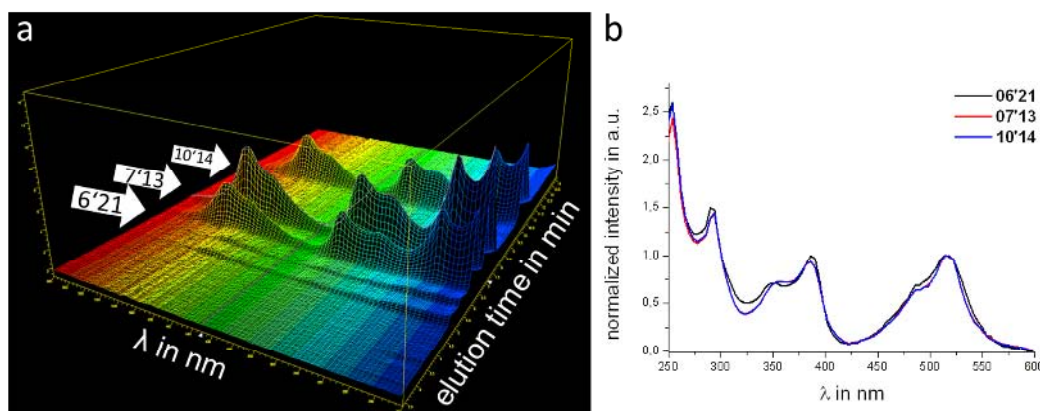 a
10'14
7'13
6'21
λ in nm
elution time in min
b
06'21
07'13
10'14
normalized intensity in a.u.
2,5
2.0
1.5
1.0
0.5
0.0
250 300 350 400 450 500 550 600
λ in nm